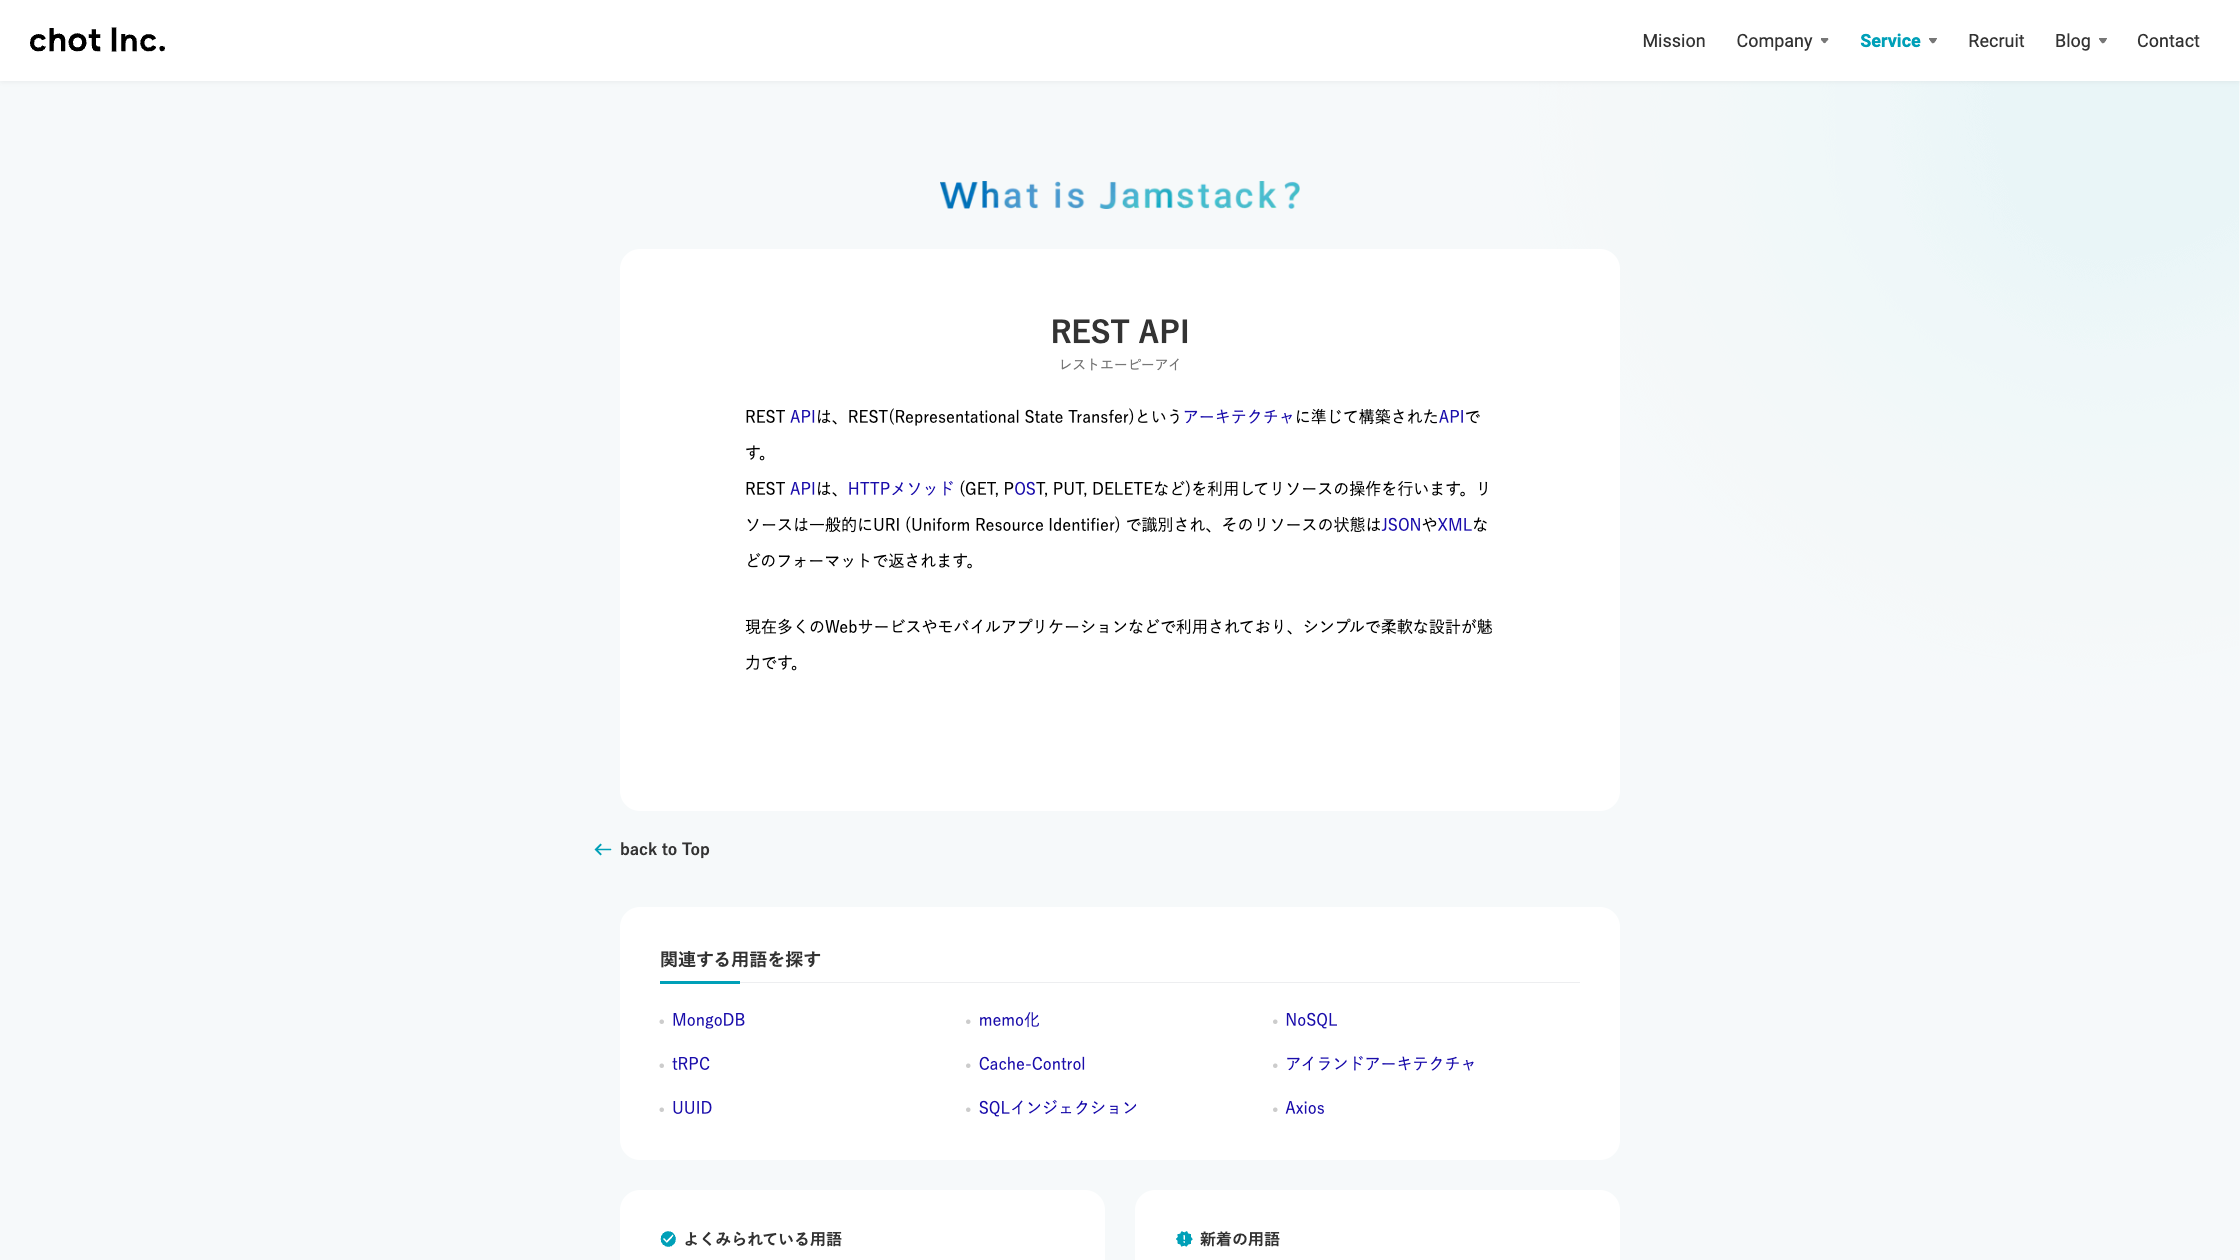 chot Inc.
Mission
Company
Service
Recruit
Blog
Contact
What is Jamstack?
REST API
レストエーピーアイ
REST APIは、REST(Representational State Transfer)というアーキテクチャに準じて構築されたAPIで
す。
REST APIは、HTTPメソッド (GET, POST, PUT, DELETEなど)を利用してリソースの操作を行います。リ
ソースは一般的にURI (Uniform Resource Identifier) で識別され、そのリソースの状態はJSONやXMLな
どのフォーマットで返されます。
現在多くのWebサービスやモバイルアプリケーションなどで利用されており、シンプルで柔軟な設計が魅
力です。
back to Top
関連する用語を探す
MongoDB
memo化
NoSQL
tRPC
Cache-Control
アイランドアーキテクチャ
UUID
SQLインジェクション
Axios
よくみられている用語
新着の用語